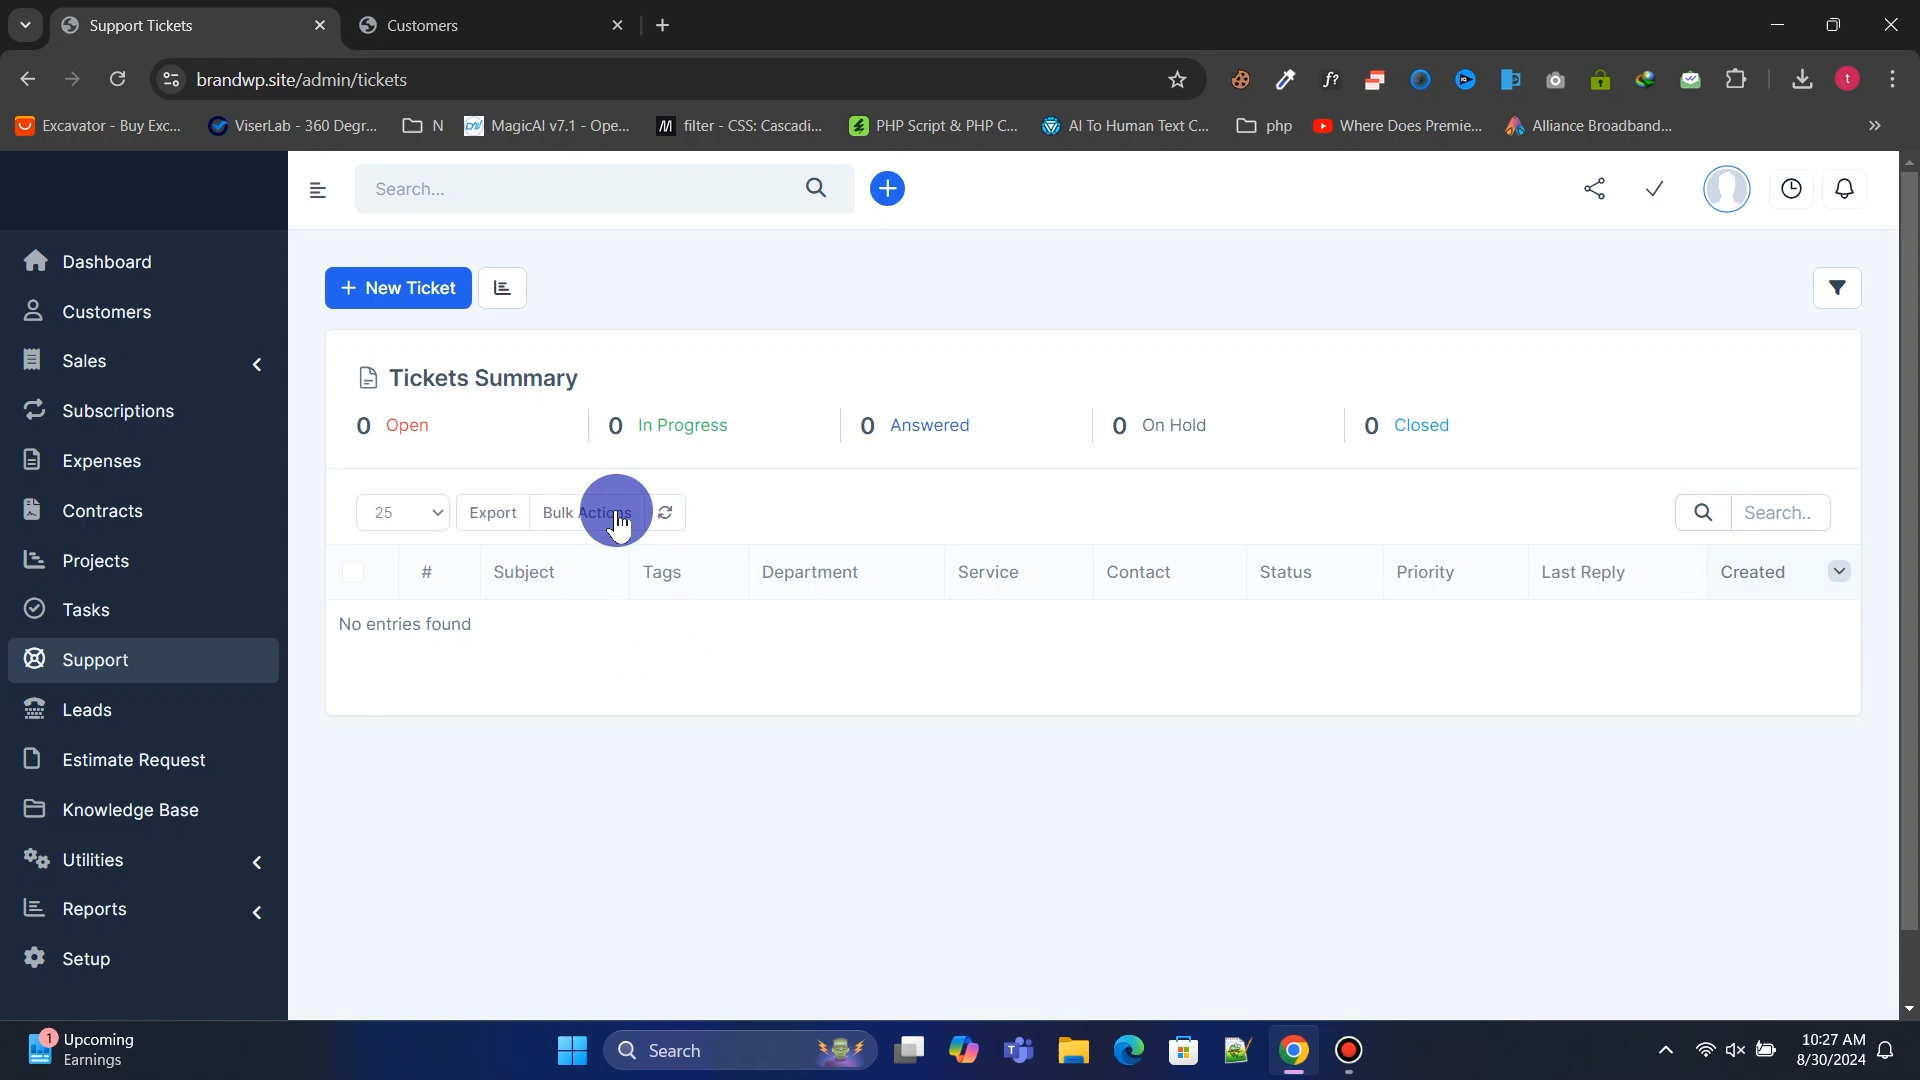 Support Tickets
Customers
brandwp.site/admin/tickets
f?
t
Excavator - Buy Exc...
ViserLab - 360 Degr...
N
MagicAI v7.1 - Ope...
filter - CSS: Cascadi...
PHP Script & PHP C...
AI To Human Text C...
php
Where Does Premie...
Alliance Broadband...
»
Search...
Dashboard
Customers
Sales
Subscriptions
Expenses
Contracts
Projects
Tasks
Support
Leads
Estimate Request
Knowledge Base
Utilities
Reports
Setup
+ New Ticket
Tickets Summary
0 Open
0 In Progress
0 Answered
0 On Hold
0 Closed
25
Export
Bulk Actions
Search..
#
Subject
Tags
Department
Service
Contact
Status
Priority
Last Reply
Created
No entries found
1
Upcoming
Earnings
Search
10:27 AM
8/30/2024